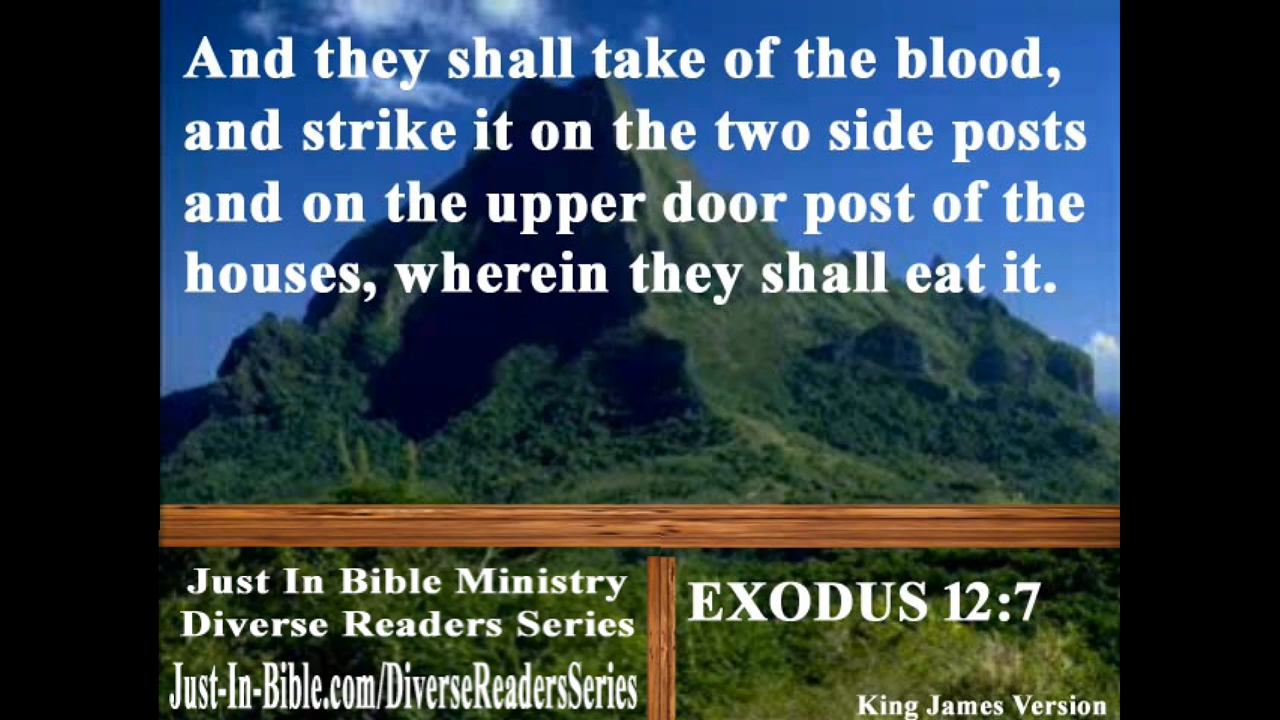 And they shall take of the blood,
and strike it on the two side posts
and on the upper door post of the
houses, wherein they shall eat it.
Just In Bible Ministry
Diverse Readers Series
Just-In-Bible.com/DiverseReadersSeries
EXODUS 12:7
King James Version